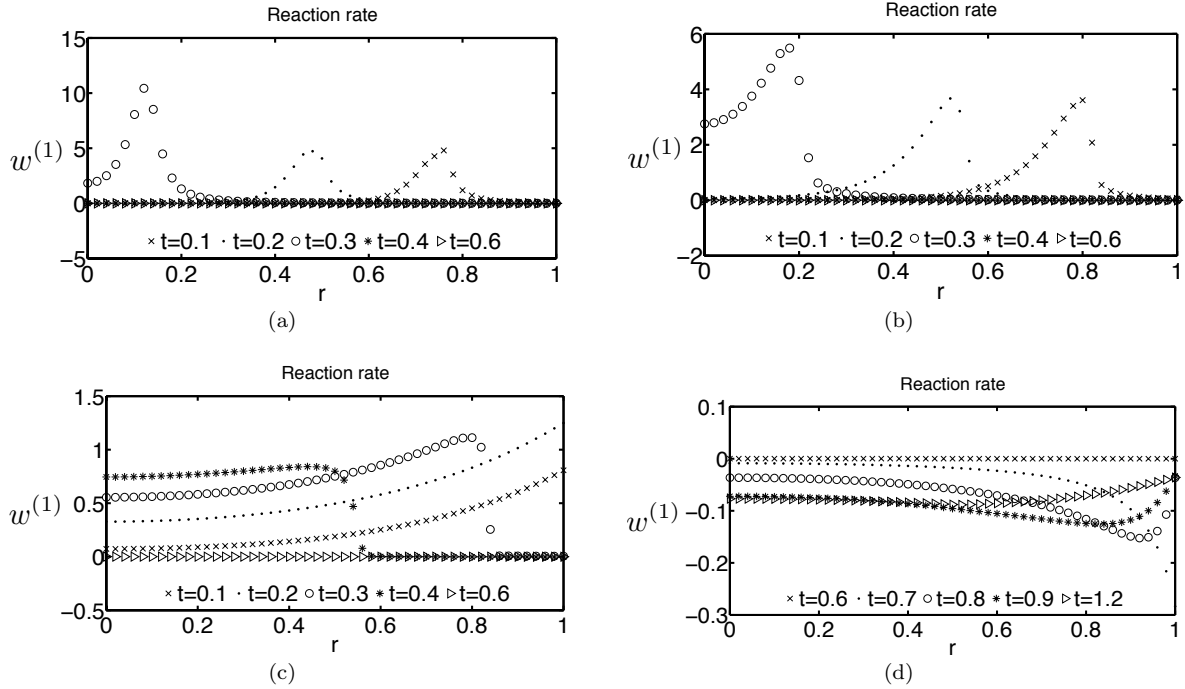 Reaction rate
15
10
5
0
−5
w(1)
× t=0.1 · t=0.2 ○ t=0.3 ✳ t=0.4 ▷ t=0.6
0 0.2 0.4 0.6 0.8 1
r
(a)
Reaction rate
6
4
2
0
−2
w(1)
× t=0.1 · t=0.2 ○ t=0.3 ✳ t=0.4 ▷ t=0.6
0 0.2 0.4 0.6 0.8 1
r
(b)
Reaction rate
1.5
1
0.5
0
−0.5
w(1)
× t=0.1 · t=0.2 ○ t=0.3 ✳ t=0.4 ▷ t=0.6
0 0.2 0.4 0.6 0.8 1
r
(c)
Reaction rate
0.1
0
−0.1
−0.2
−0.3
w(1)
× t=0.6 · t=0.7 ○ t=0.8 ✳ t=0.9 ▷ t=1.2
0 0.2 0.4 0.6 0.8 1
r
(d)